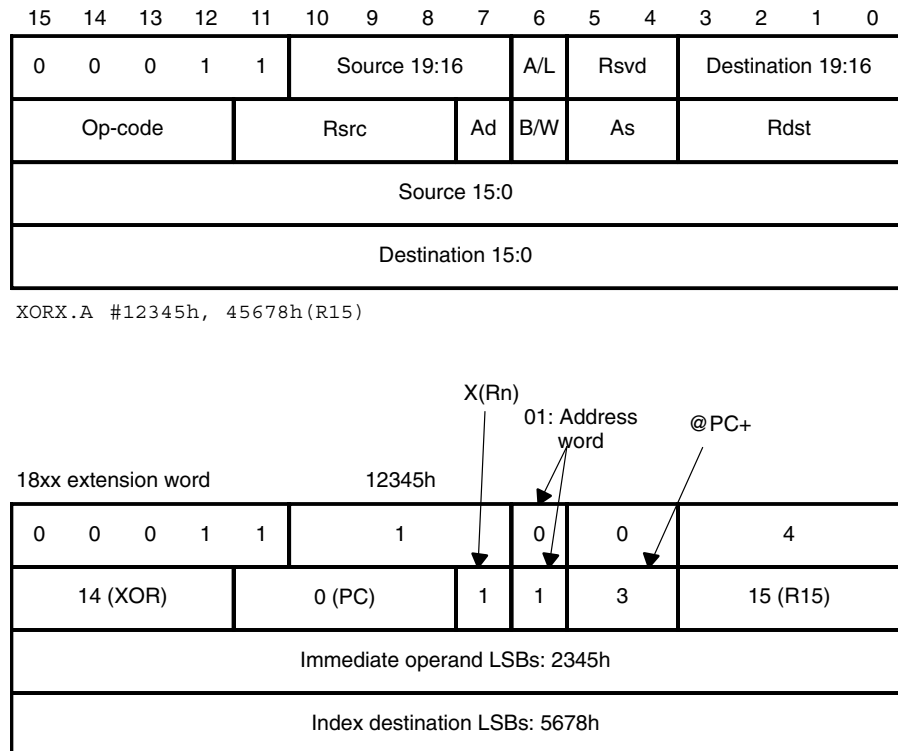 15 14 13 12 11 10 9 8 7 6 5 4 3 2 1 0
0 0 0 1 1 Source 19:16 A/L Rsvd Destination 19:16
Op-code Rsrc Ad B/W As Rdst
Source 15:0
Destination 15:0
XORX.A #12345h, 45678h(R15)
X(Rn)
01: Address
word
@PC+
18xx extension word 12345h
0 0 0 1 1 1 0 0 4
14 (XOR) 0 (PC) 1 1 3 15 (R15)
Immediate operand LSBs: 2345h
Index destination LSBs: 5678h